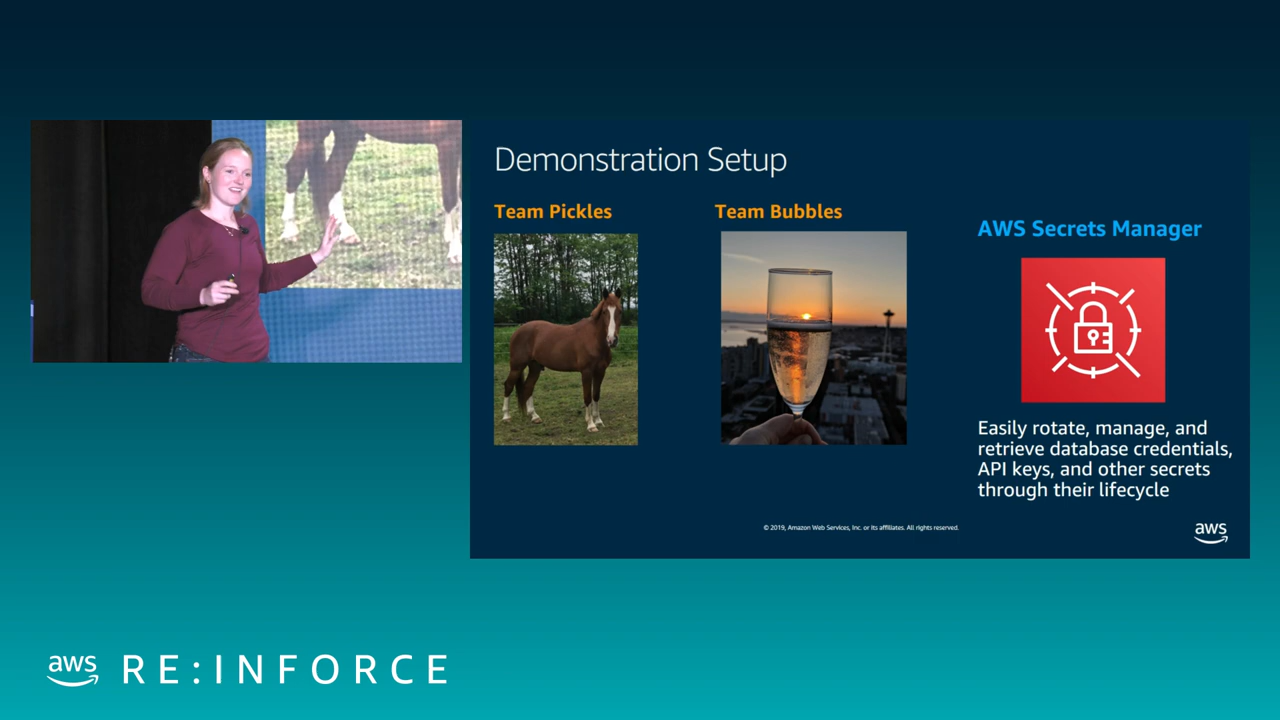 Demonstration Setup
Team Pickles
Team Bubbles
AWS Secrets Manager
Easily rotate, manage, and
retrieve database credentials,
API keys, and other secrets
through their lifecycle
© 2019, Amazon Web Services, Inc. or its affiliates. All rights reserved.
aws
aws RE:INFORCE